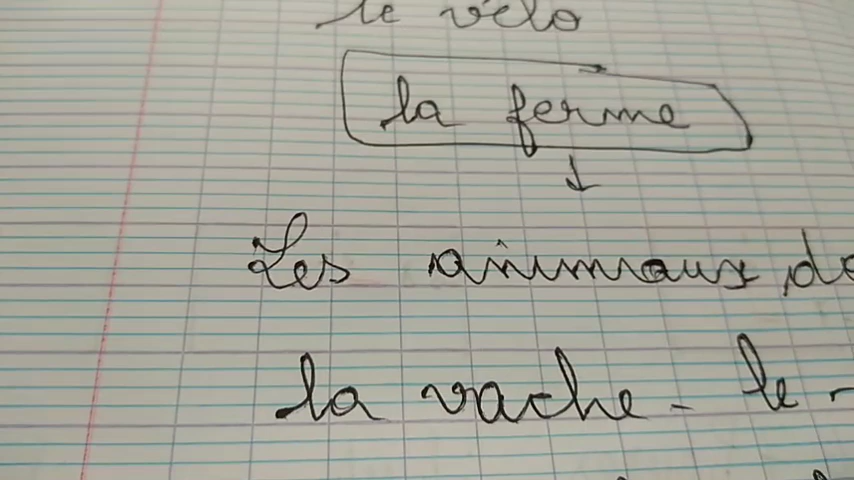 le vélo
la ferme
Les animaux de
la vache - le